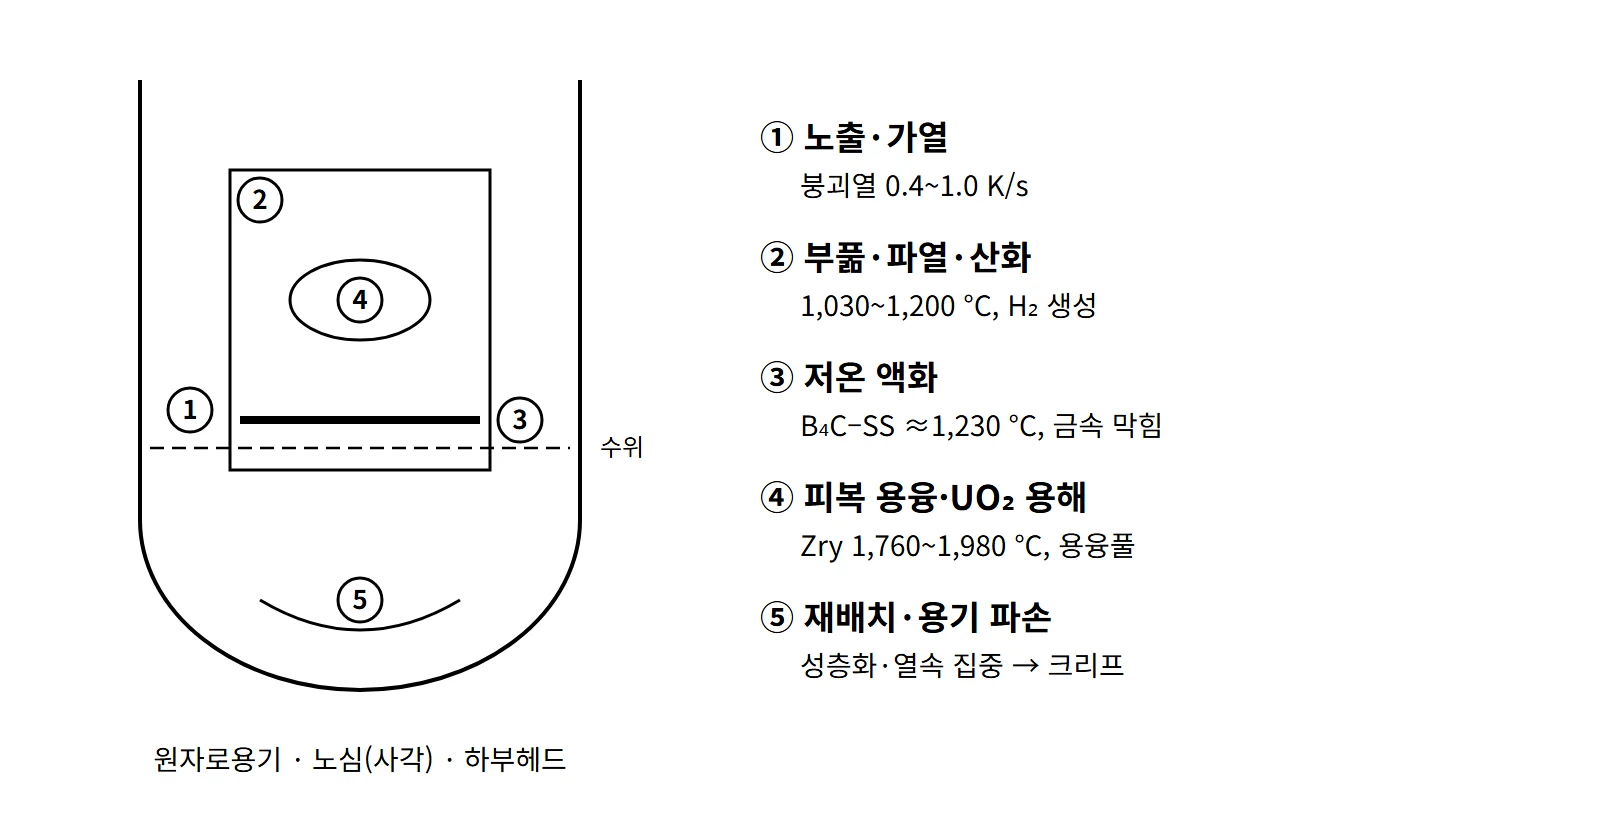 ② 
④
① ③
수위
⑤
원자로용기 · 노심(사각) · 하부헤드
① 노출·가열
붕괴열 0.4~1.0 K/s
② 부풂·파열·산화
1,030~1,200 °C, H₂ 생성
③ 저온 액화
B₄C–SS ≈1,230 °C, 금속 막힘
④ 피복 용융·UO₂ 용해
Zry 1,760~1,980 °C, 용융풀
⑤ 재배치·용기 파손
성층화·열속 집중 → 크리프